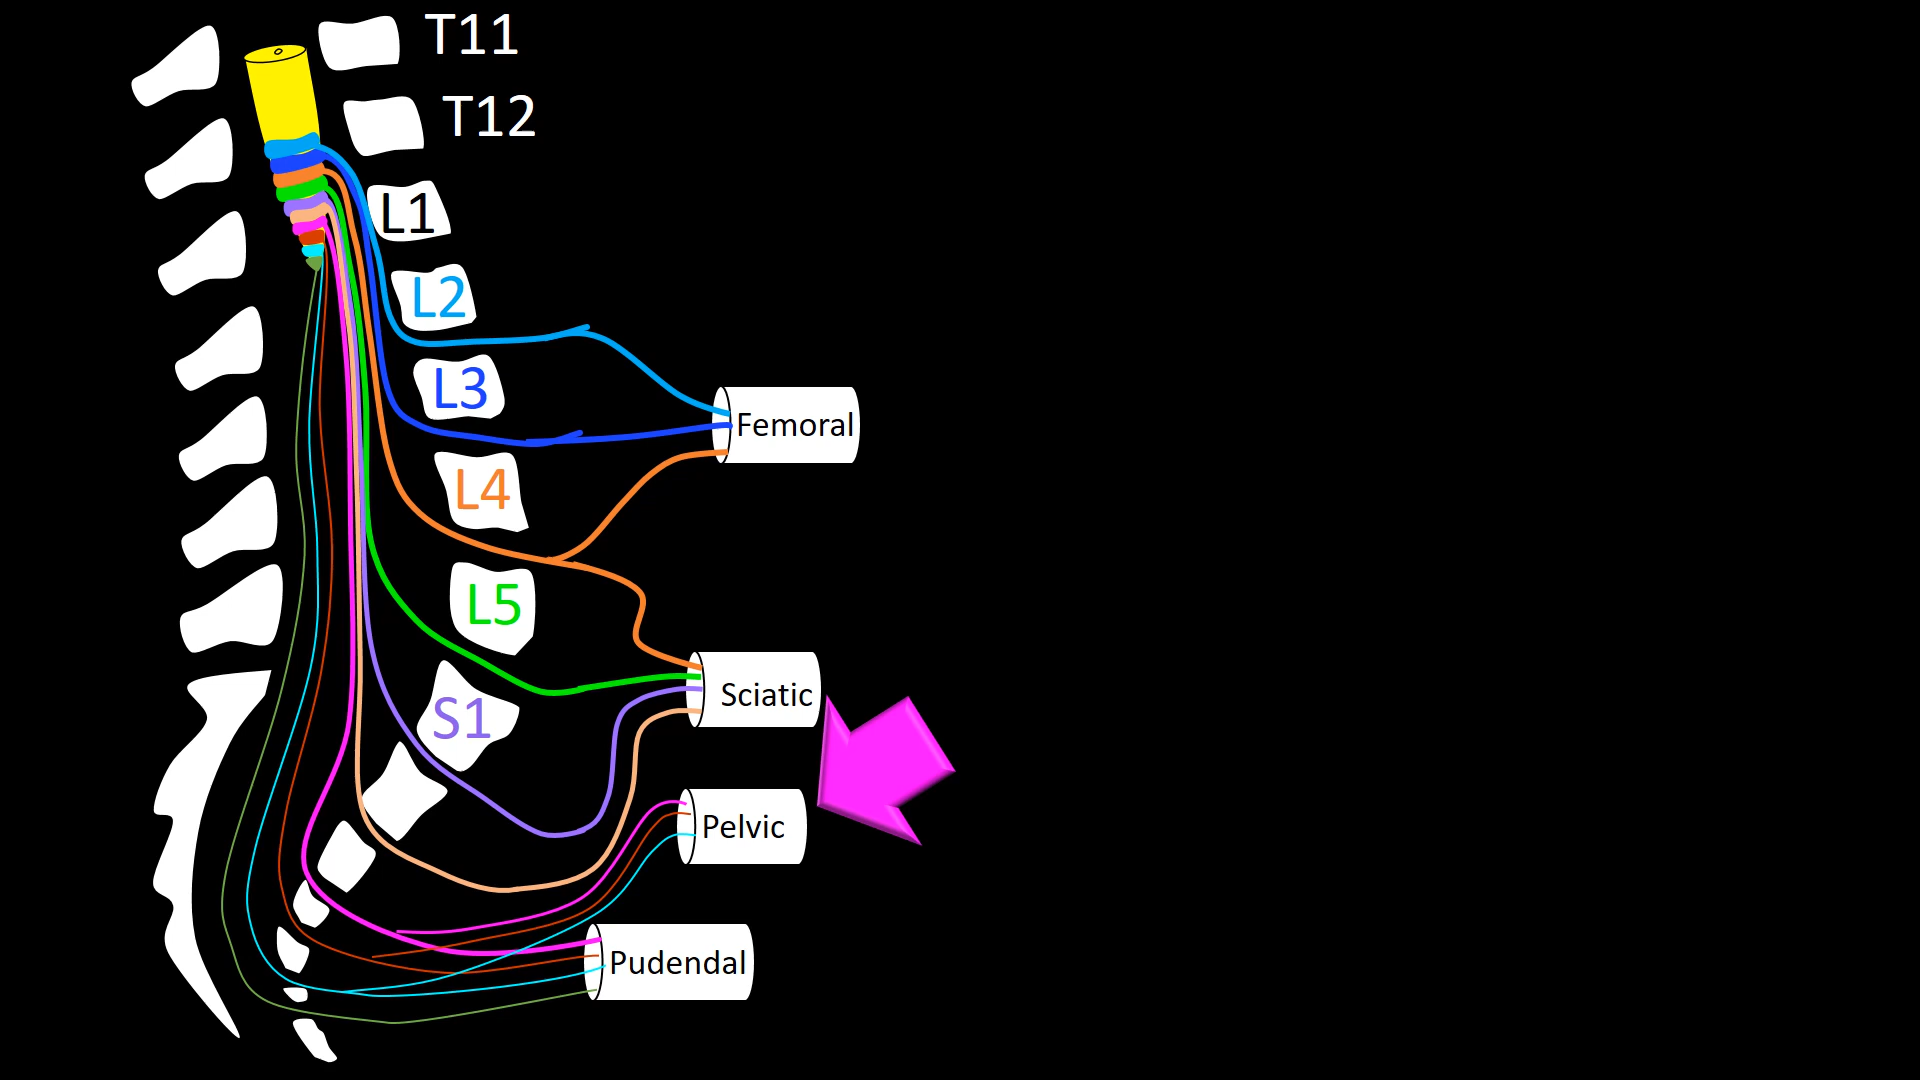 T11
T12
L1
L2
L3
Femoral
L4
L5
Sciatic
S1
Pelvic
Pudendal